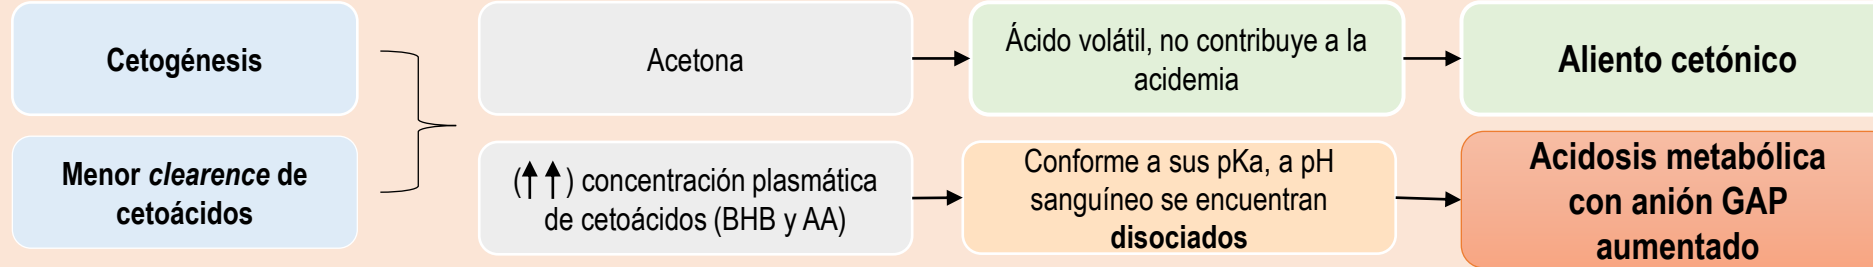 Cetogénesis
Menor clearence de
cetoácidos
Acetona
Ácido volátil, no contribuye a la
acidemia
Aliento cetónico
(↑↑) concentración plasmática
de cetoácidos (BHB y AA)
Conforme a sus pKa, a pH
sanguíneo se encuentran
disociados
Acidosis metabólica
con anión GAP
aumentado